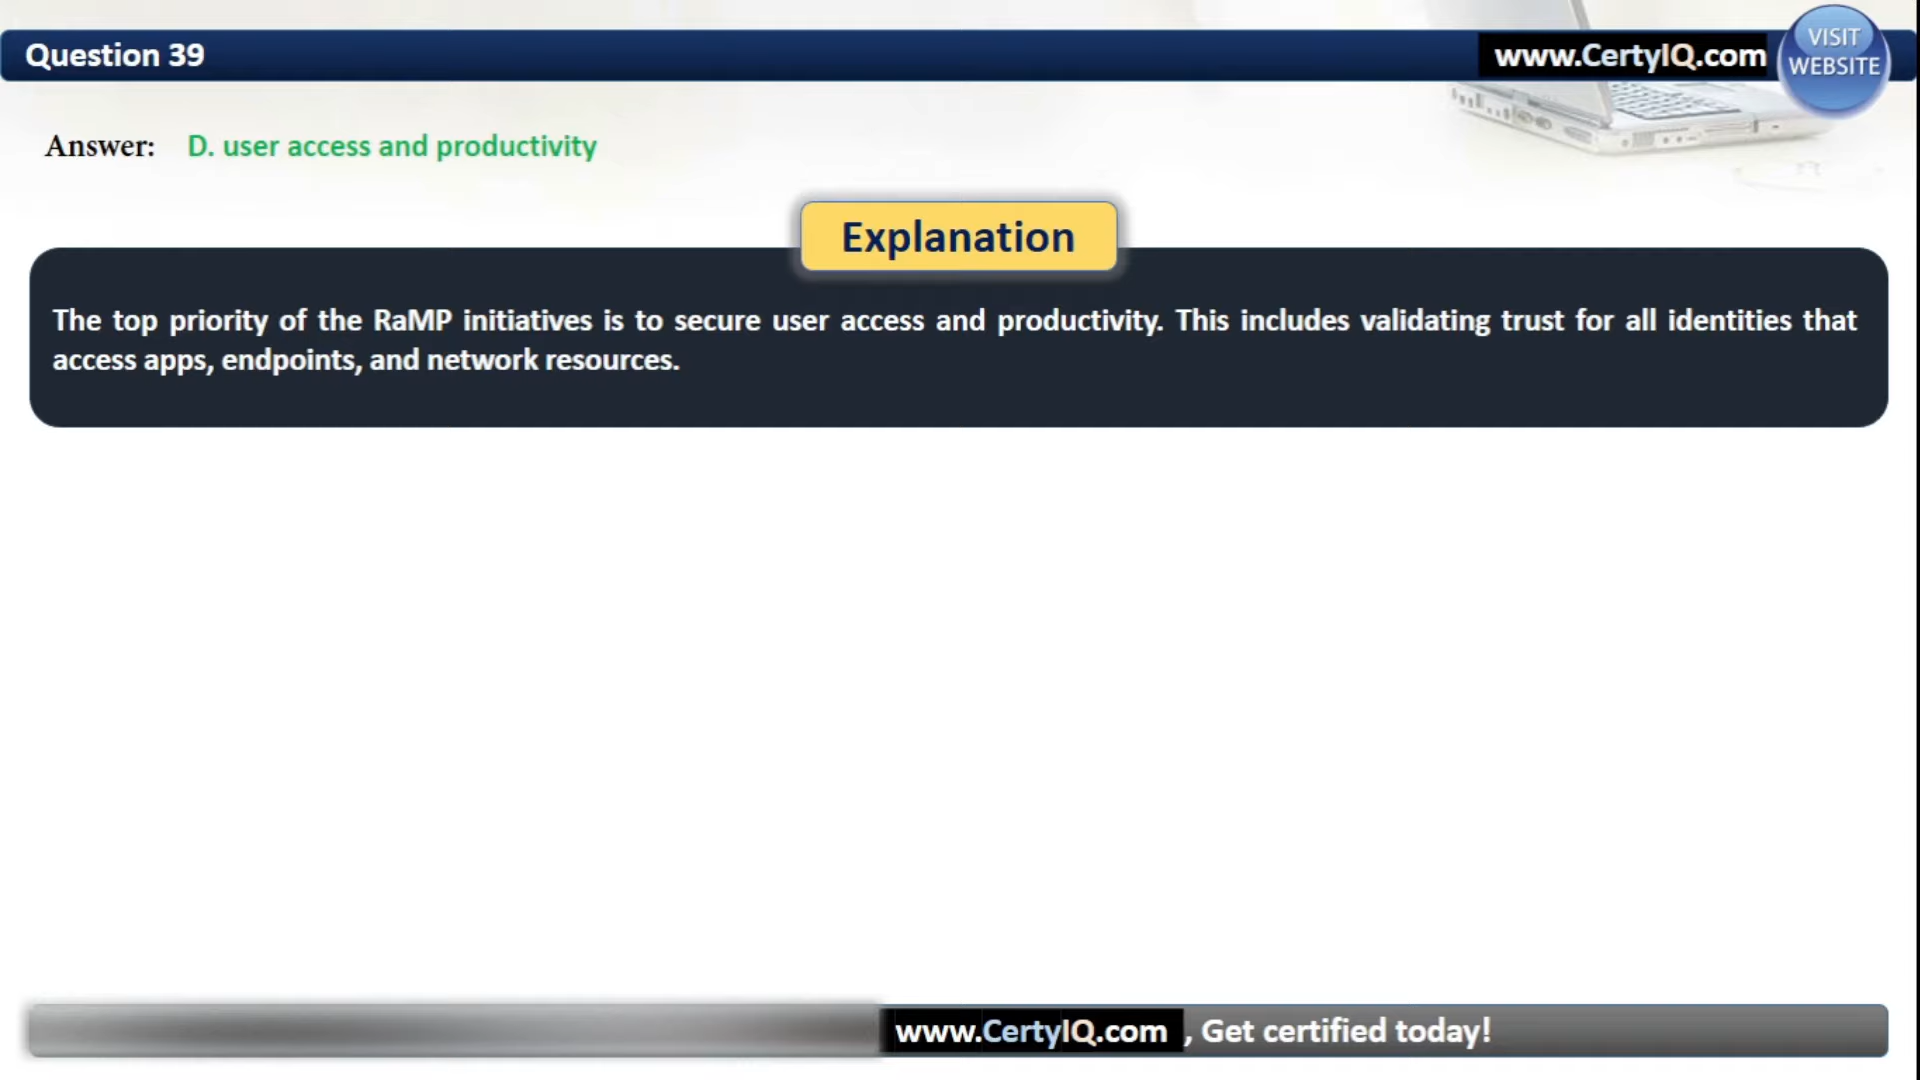 Question 39
www.CertyIQ.com
VISIT
WEBSITE
Answer: D. user access and productivity
Explanation
The top priority of the RaMP initiatives is to secure user access and productivity. This includes validating trust for all identities that
access apps, endpoints, and network resources.
www.CertyIQ.com , Get certified today!